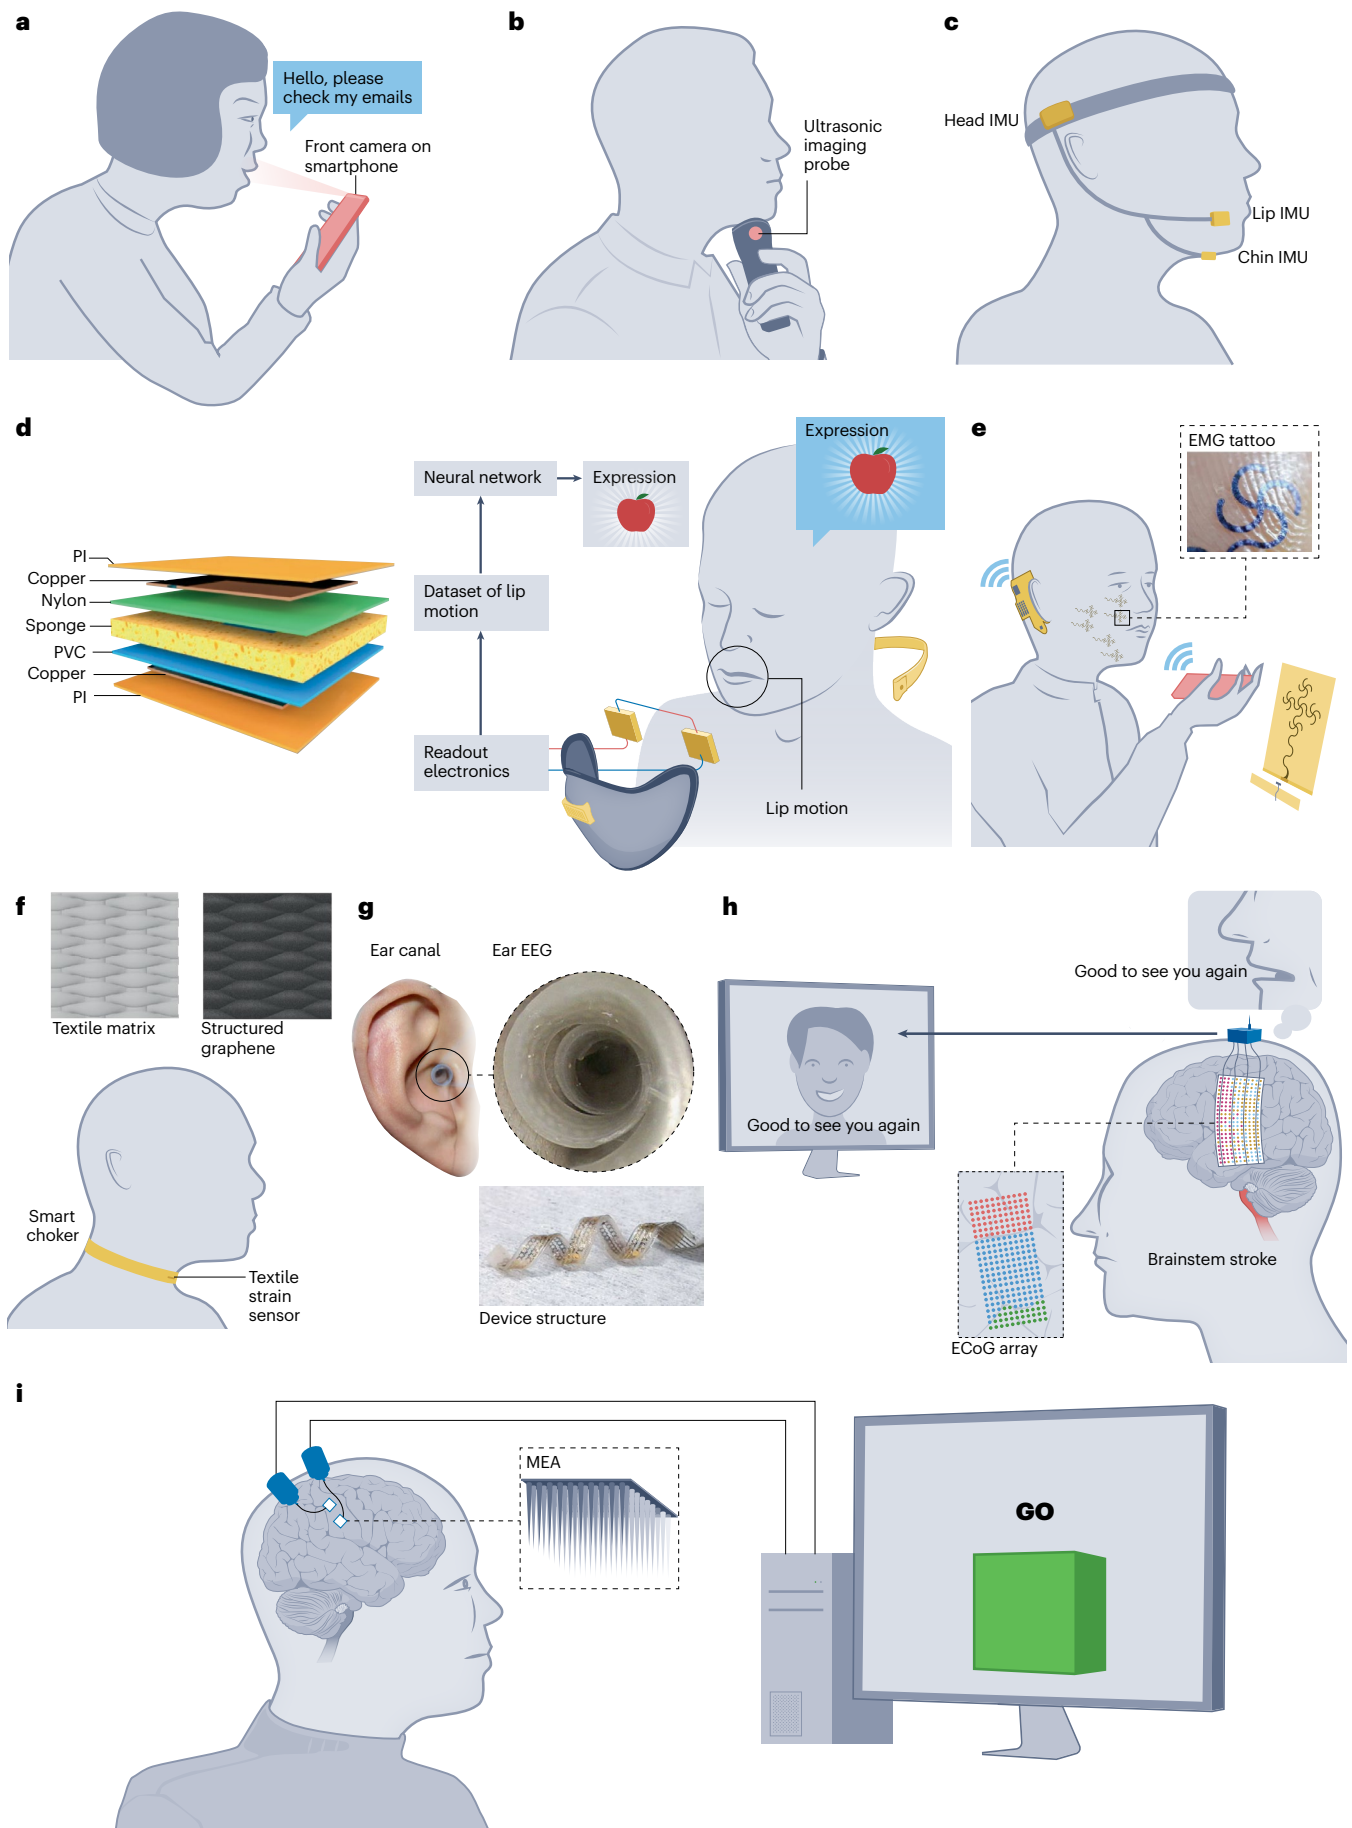 a
Hello, please
check my emails
Front camera on
smartphone
b
Ultrasonic
imaging
probe
c
Head IMU
Lip IMU
Chin IMU
d
PI
Copper
Nylon
Sponge
PVC
Copper
PI
Neural network
Expression
Dataset of lip
motion
Readout
electronics
Expression
Lip motion
e
EMG tattoo
f
Textile matrix
Structured
graphene
Smart
choker
Textile
strain
sensor
g
Ear canal
Ear EEG
Device structure
h
Good to see you again
Good to see you again
Brainstem stroke
ECoG array
i
MEA
GO